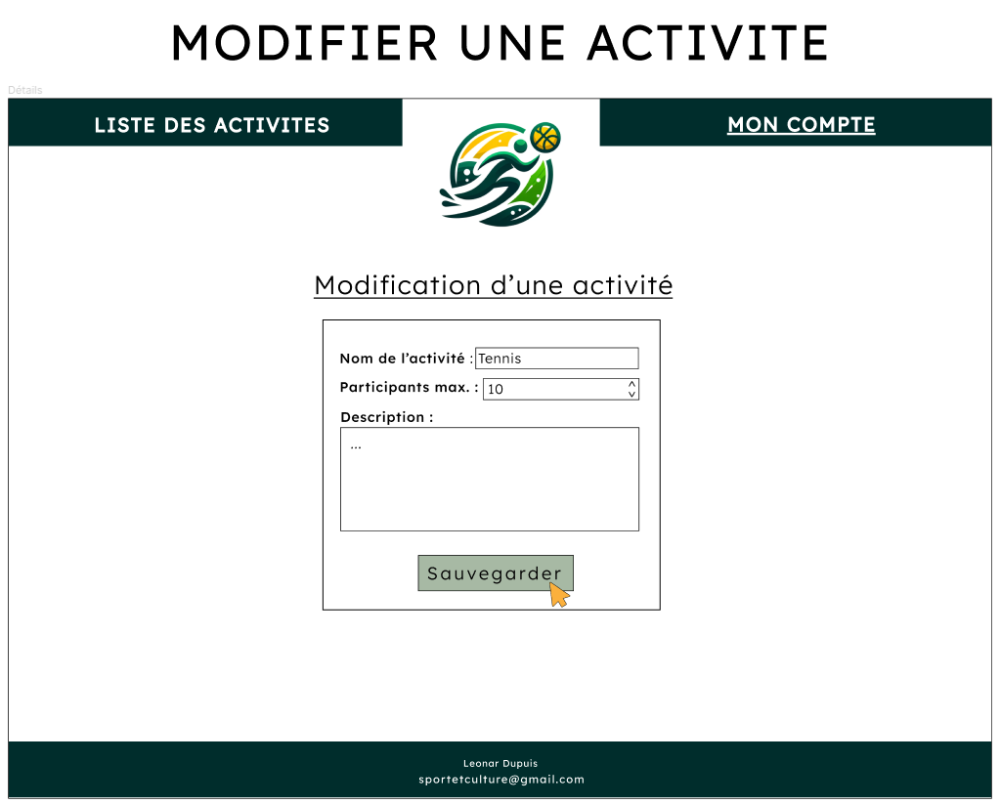 MODIFIER UNE ACTIVITE
Détails
LISTE DES ACTIVITES
MON COMPTE
Modification d’une activité
Nom de l’activité : Tennis
Participants max. : 10
Description :
...
Sauvegarder
Leonar Dupuis
sportetculture@gmail.com